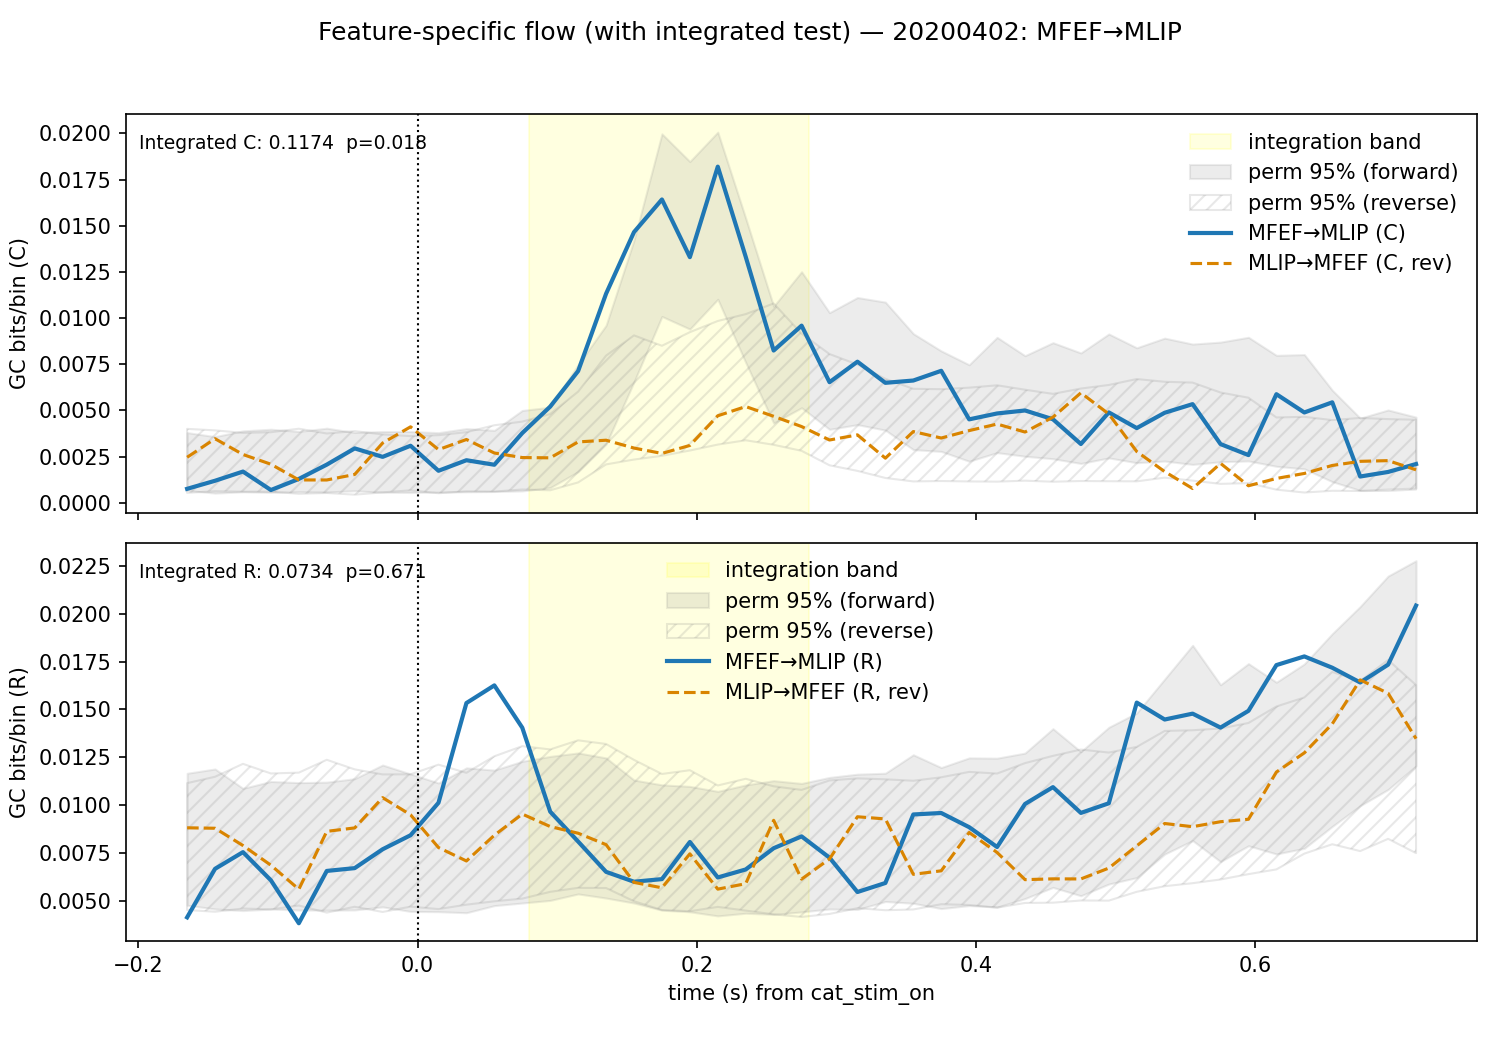 Feature-specific flow (with integrated test) — 20200402: MFEF→MLIP
Integrated C: 0.1174  p=0.018
integration band
perm 95% (forward)
perm 95% (reverse)
MFEF→MLIP (C)
MLIP→MFEF (C, rev)
GC bits/bin (C)
0.0200
0.0175
0.0150
0.0125
0.0100
0.0075
0.0050
0.0025
0.0000
Integrated R: 0.0734  p=0.671
integration band
perm 95% (forward)
perm 95% (reverse)
MFEF→MLIP (R)
MLIP→MFEF (R, rev)
GC bits/bin (R)
0.0225
0.0200
0.0175
0.0150
0.0125
0.0100
0.0075
0.0050
−0.2 0.0 0.2 0.4 0.6
time (s) from cat_stim_on